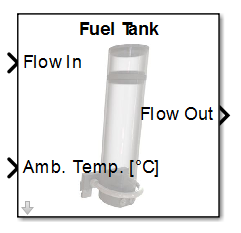 Fuel Tank
Flow In
Flow Out
Amb. Temp. [°C]